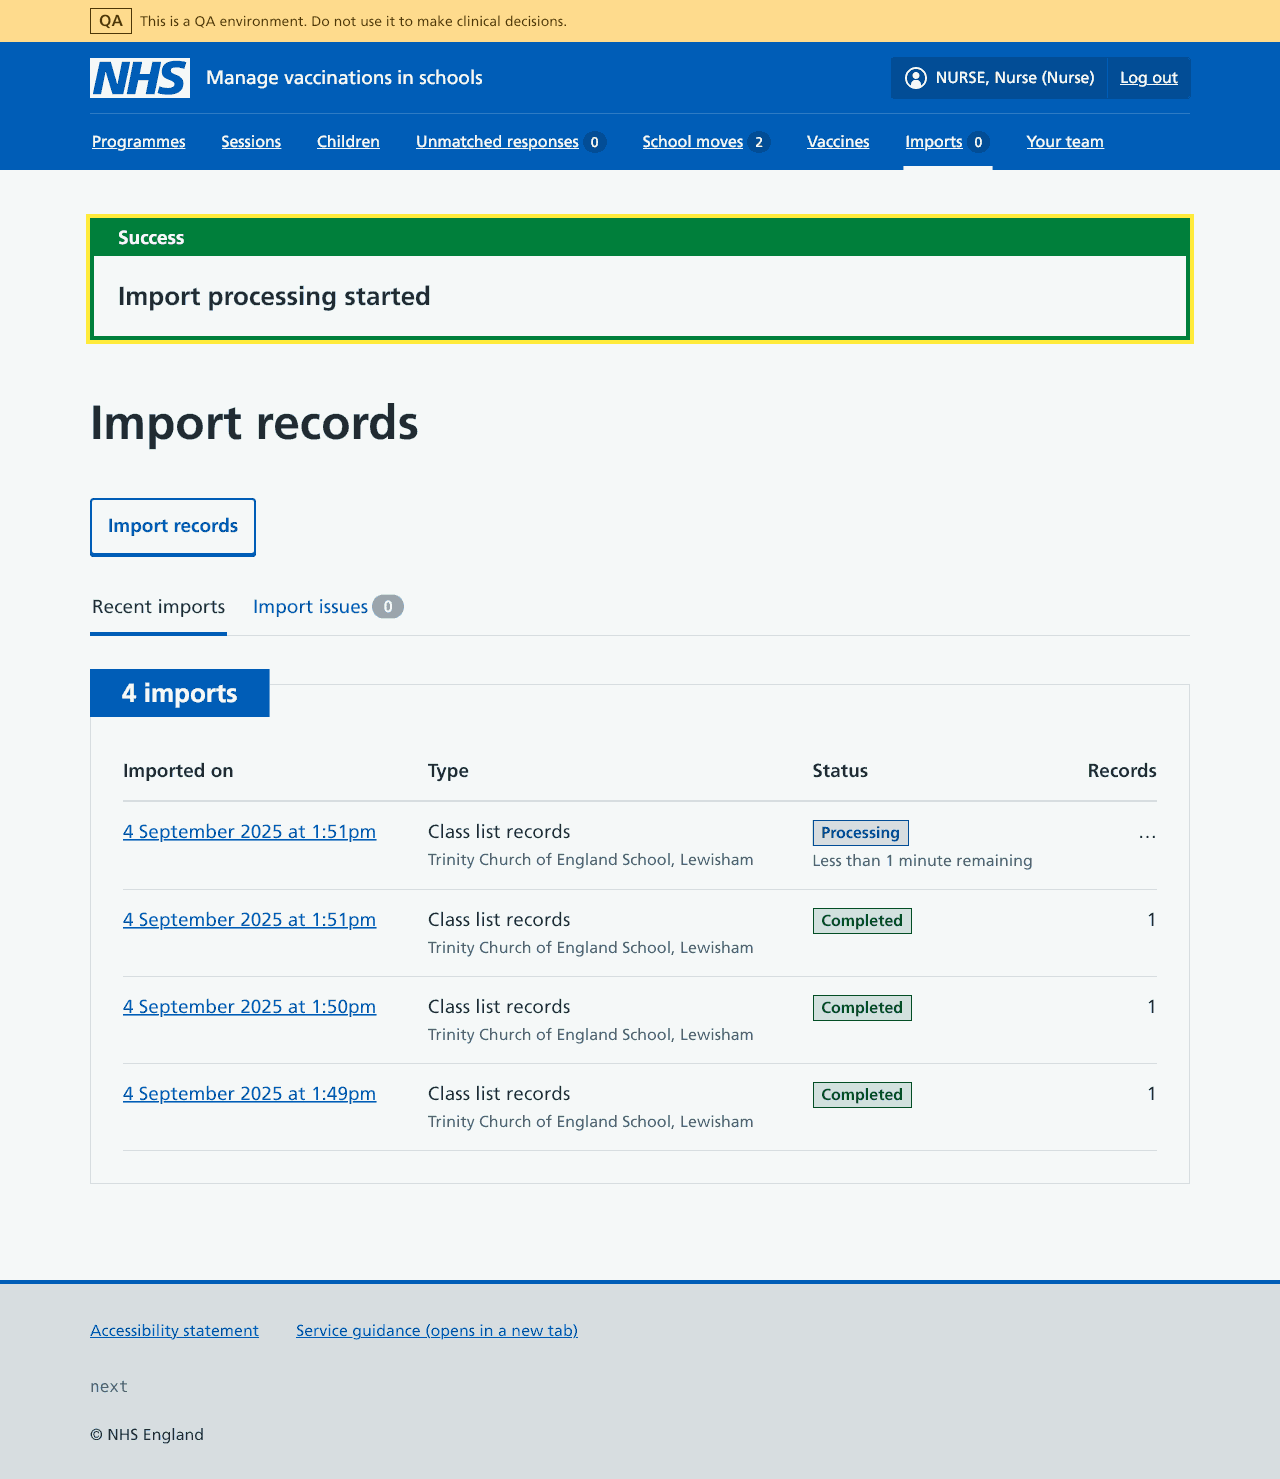 QA This is a QA environment. Do not use it to make clinical decisions.
NHS Manage vaccinations in schools NURSE, Nurse (Nurse) Log out
Programmes Sessions Children Unmatched responses 0 School moves 2 Vaccines Imports 0 Your team
Success
Import processing started
Import records
Import records
Recent imports Import issues 0
4 imports
Imported on Type Status Records
4 September 2025 at 1:51pm Class list records Processing ...
Trinity Church of England School, Lewisham Less than 1 minute remaining
4 September 2025 at 1:51pm Class list records Completed 1
Trinity Church of England School, Lewisham
4 September 2025 at 1:50pm Class list records Completed 1
Trinity Church of England School, Lewisham
4 September 2025 at 1:49pm Class list records Completed 1
Trinity Church of England School, Lewisham
Accessibility statement Service guidance (opens in a new tab)
next
© NHS England